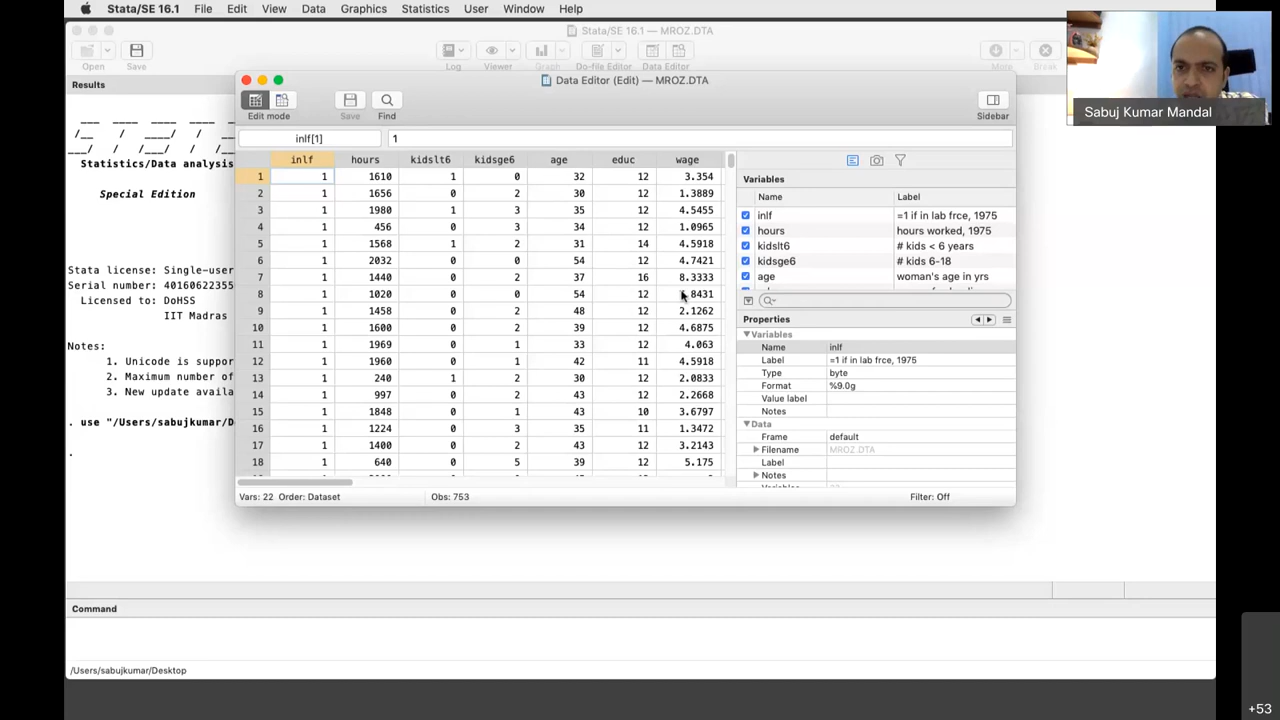 Stata/SE 16.1 File Edit View Data Graphics Statistics User Window Help
Stata/SE 16.1 — MROZ.DTA
Open Save Log Viewer Graph Do-file Editor Data Editor More Break
Results
Data Editor (Edit) — MROZ.DTA
Sabuj Kumar Mandal
Edit mode Save Find Sidebar
inlf[1] 1
Statistics/Data analysis
Special Edition
Stata license: Single-user
Serial number: 40160622355
Licensed to: DoHSS
IIT Madras
Notes:
1. Unicode is suppor
2. Maximum number of
3. New update availa
. use "/Users/sabujkumar/D
.
inlf hours kidslt6 kidsge6 age educ wage
1 1 1610 1 0 32 12 3.354
2 1 1656 0 2 30 12 1.3889
3 1 1980 1 3 35 12 4.5455
4 1 456 0 3 34 12 1.0965
5 1 1568 1 2 31 14 4.5918
6 1 2032 0 0 54 12 4.7421
7 1 1440 0 2 37 16 8.3333
8 1 1020 0 0 54 12 .8431
9 1 1458 0 2 48 12 2.1262
10 1 1600 0 2 39 12 4.6875
11 1 1969 0 1 33 12 4.063
12 1 1960 0 1 42 11 4.5918
13 1 240 1 2 30 12 2.0833
14 1 997 0 2 43 12 2.2668
15 1 1848 0 1 43 10 3.6797
16 1 1224 0 3 35 11 1.3472
17 1 1400 0 2 43 12 3.2143
18 1 640 0 5 39 12 5.175
Variables
Name Label
inlf =1 if in lab frce, 1975
hours hours worked, 1975
kidslt6 # kids < 6 years
kidsge6 # kids 6-18
age woman's age in yrs
Properties
Variables
Name inlf
Label =1 if in lab frce, 1975
Type byte
Format %9.0g
Value label
Notes
Data
Frame default
Filename MROZ.DTA
Label
Notes
Vars: 22 Order: Dataset Obs: 753 Filter: Off
Command
/Users/sabujkumar/Desktop
+53